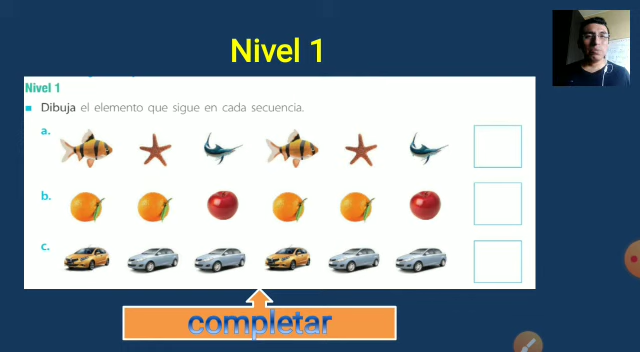 Nivel 1
Nivel 1
Dibuja el elemento que sigue en cada secuencia.
a.
b.
c.
completar